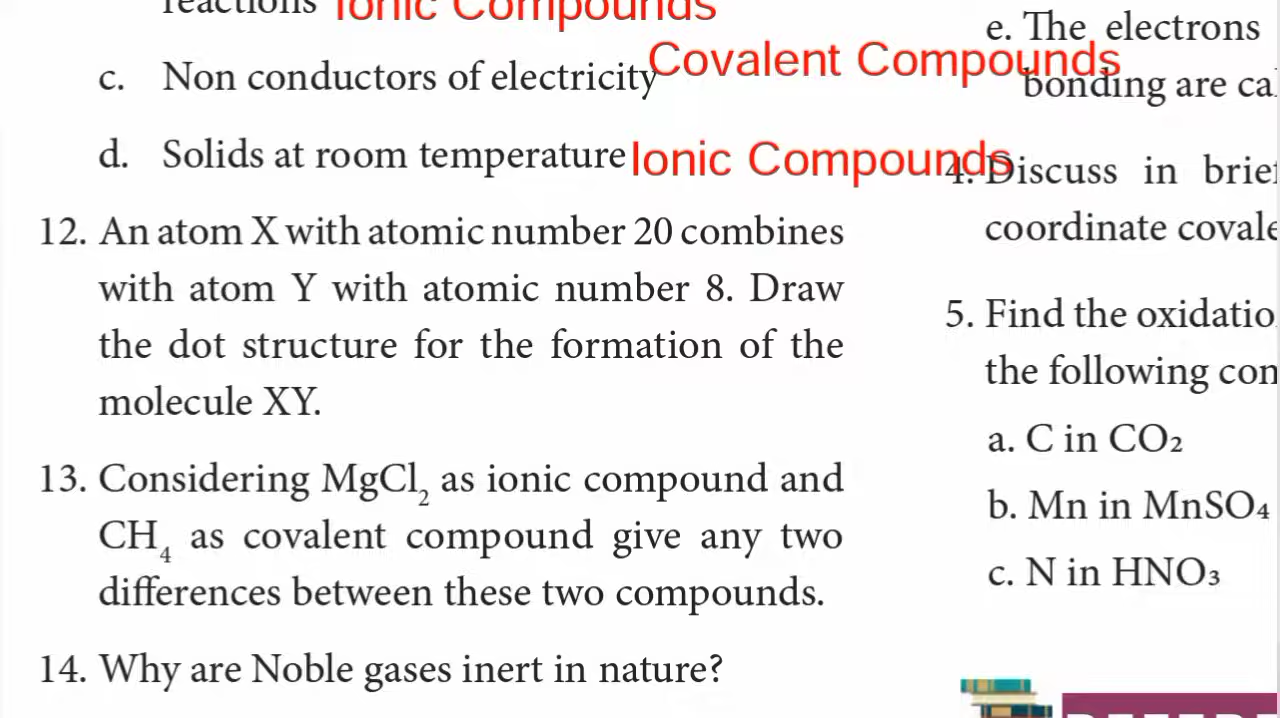 reactions Ionic Compounds
c. Non conductors of electricity Covalent Compounds
d. Solids at room temperature Ionic Compounds
12. An atom X with atomic number 20 combines
with atom Y with atomic number 8. Draw
the dot structure for the formation of the
molecule XY.
13. Considering MgCl₂ as ionic compound and
CH₄ as covalent compound give any two
differences between these two compounds.
14. Why are Noble gases inert in nature?
e. The electrons
bonding are
4. Discuss in
coordinate
5. Find the
the following
a. C in CO₂
b. Mn in MnSO₄
c. N in HNO₃